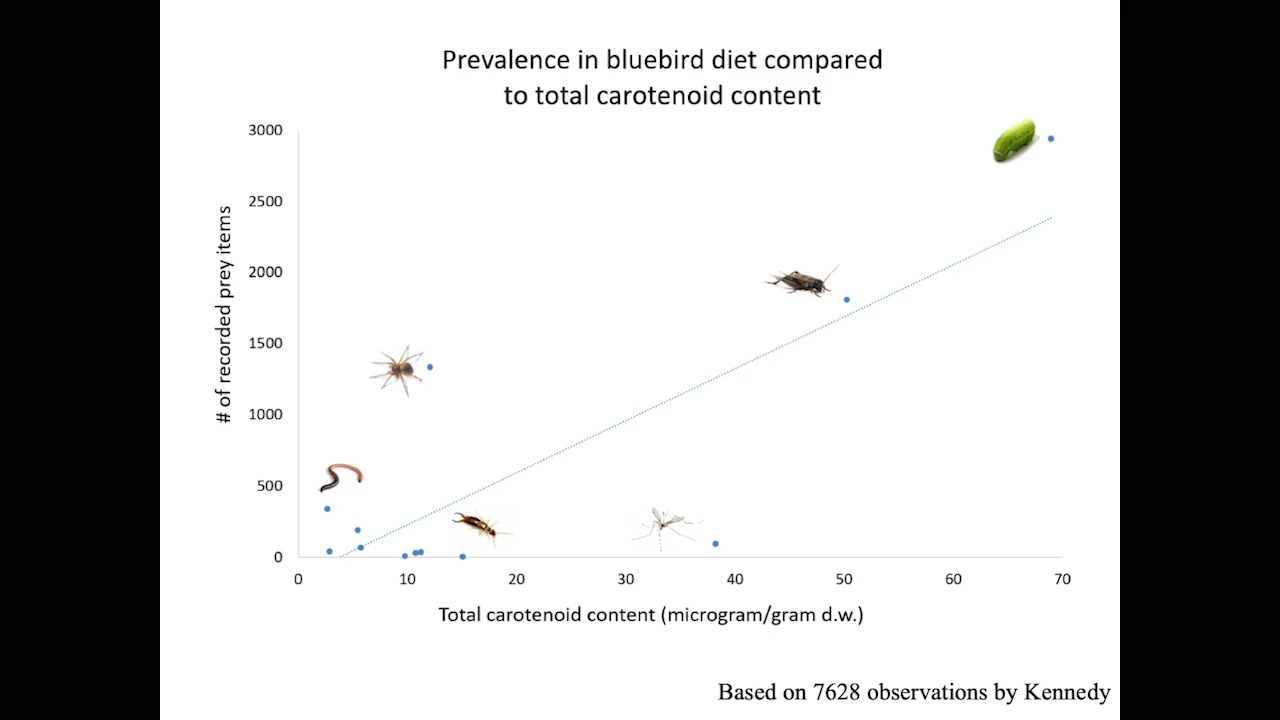 Prevalence in bluebird diet compared
to total carotenoid content
3000
2500
2000
1500
1000
500
0
# of recorded prey items
0 10 20 30 40 50 60 70
Total carotenoid content (microgram/gram d.w.)
Based on 7628 observations by Kennedy